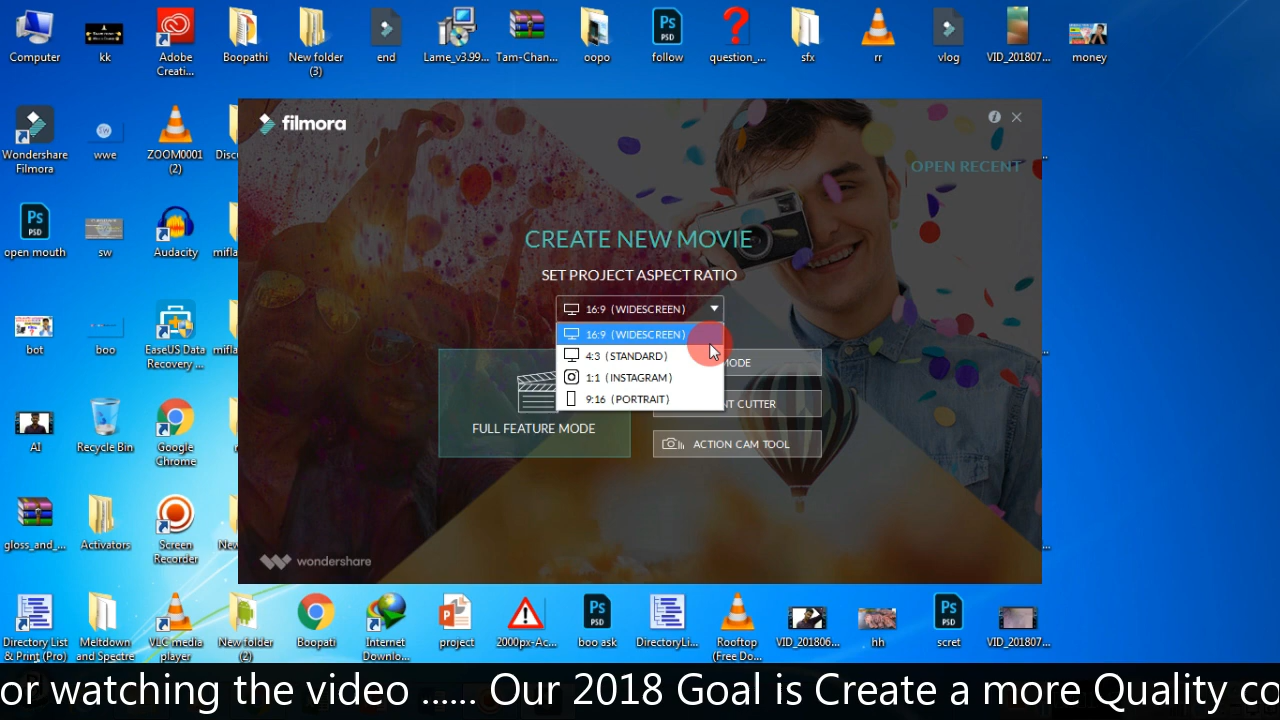 Computer
kk
Adobe
Creati...
Boopathi
New folder
(3)
end
Lame_v3.99...
Tam-Chan...
oopo
follow
question_...
sfx
rr
vlog
VID_201807...
money
Wondershare
Filmora
wwe
ZOOM0001
(2)
open mouth
sw
Audacity
bot
boo
EaseUS Data
Recovery ...
AI
Recycle Bin
Google
Chrome
gloss_and_...
Activators
Screen
Recorder
filmora
OPEN RECENT
CREATE NEW MOVIE
SET PROJECT ASPECT RATIO
16:9 (WIDESCREEN)
16:9 (WIDESCREEN)
4:3 (STANDARD)
1:1 (INSTAGRAM)
9:16 (PORTRAIT)
FULL FEATURE MODE
MODE
CUTTER
ACTION CAM TOOL
wondershare
Directory List
& Print (Pro)
Meltdown
and Spectre
VLC media
player
New folder
(2)
Boopati
Internet
Downlo...
project
2000px-Ac...
boo ask
DirectoryLi...
Rooftop
(Free Do...
VID_201806...
hh
scret
VID_201807...
or watching the video ...... Our 2018 Goal is Create a more Quality co